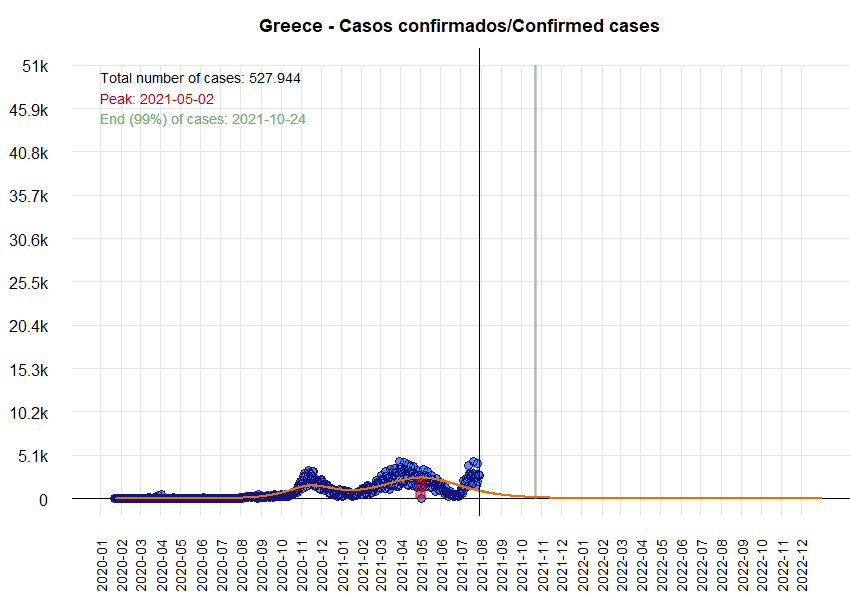 Greece - Casos confirmados/Confirmed cases
51k
Total number of cases: 527.944
Peak: 2021-05-02
45.9k
End (99%) of cases: 2021-10-24
40.8k
35.7k
30.6k
25.5k
20.4k
15.3k
10.2k
5.1k
0
2020-01
2020-02
2020-03
2020-04
2020-05
2020-06
2020-07
2020-08
2020-09
2020-10
2020-11
2020-12
2021-01
2021-02
2021-03
2021-04
2021-05
2021-06
2021-07
2021-08
2021-09
2021-10
2021-11
2021-12
2022-01
2022-02
2022-03
2022-04
2022-05
2022-06
2022-07
2022-08
2022-09
2022-10
2022-11
2022-12